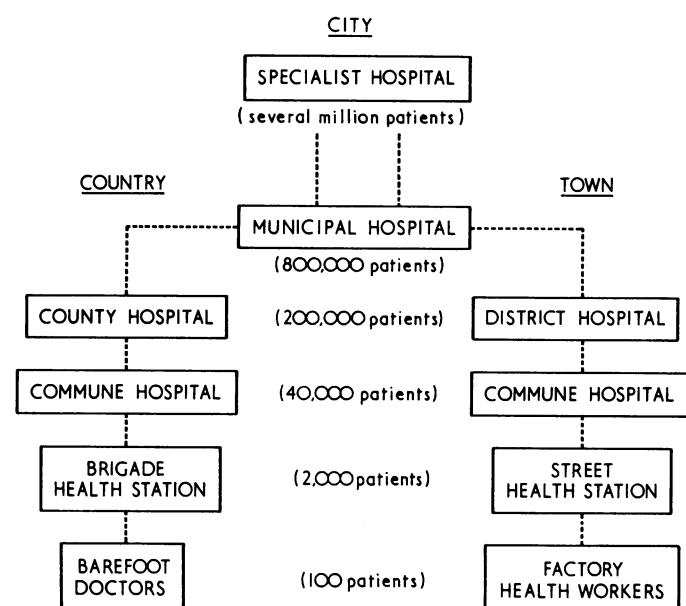 CITY
SPECIALIST HOSPITAL
(several million patients)
COUNTRY
TOWN
MUNICIPAL HOSPITAL
(800,000 patients)
COUNTY HOSPITAL
(200,000 patients)
DISTRICT HOSPITAL
COMMUNE HOSPITAL
(40,000 patients)
COMMUNE HOSPITAL
BRIGADE
HEALTH STATION
(2,000 patients)
STREET
HEALTH STATION
BAREFOOT
DOCTORS
(100 patients)
FACTORY
HEALTH WORKERS